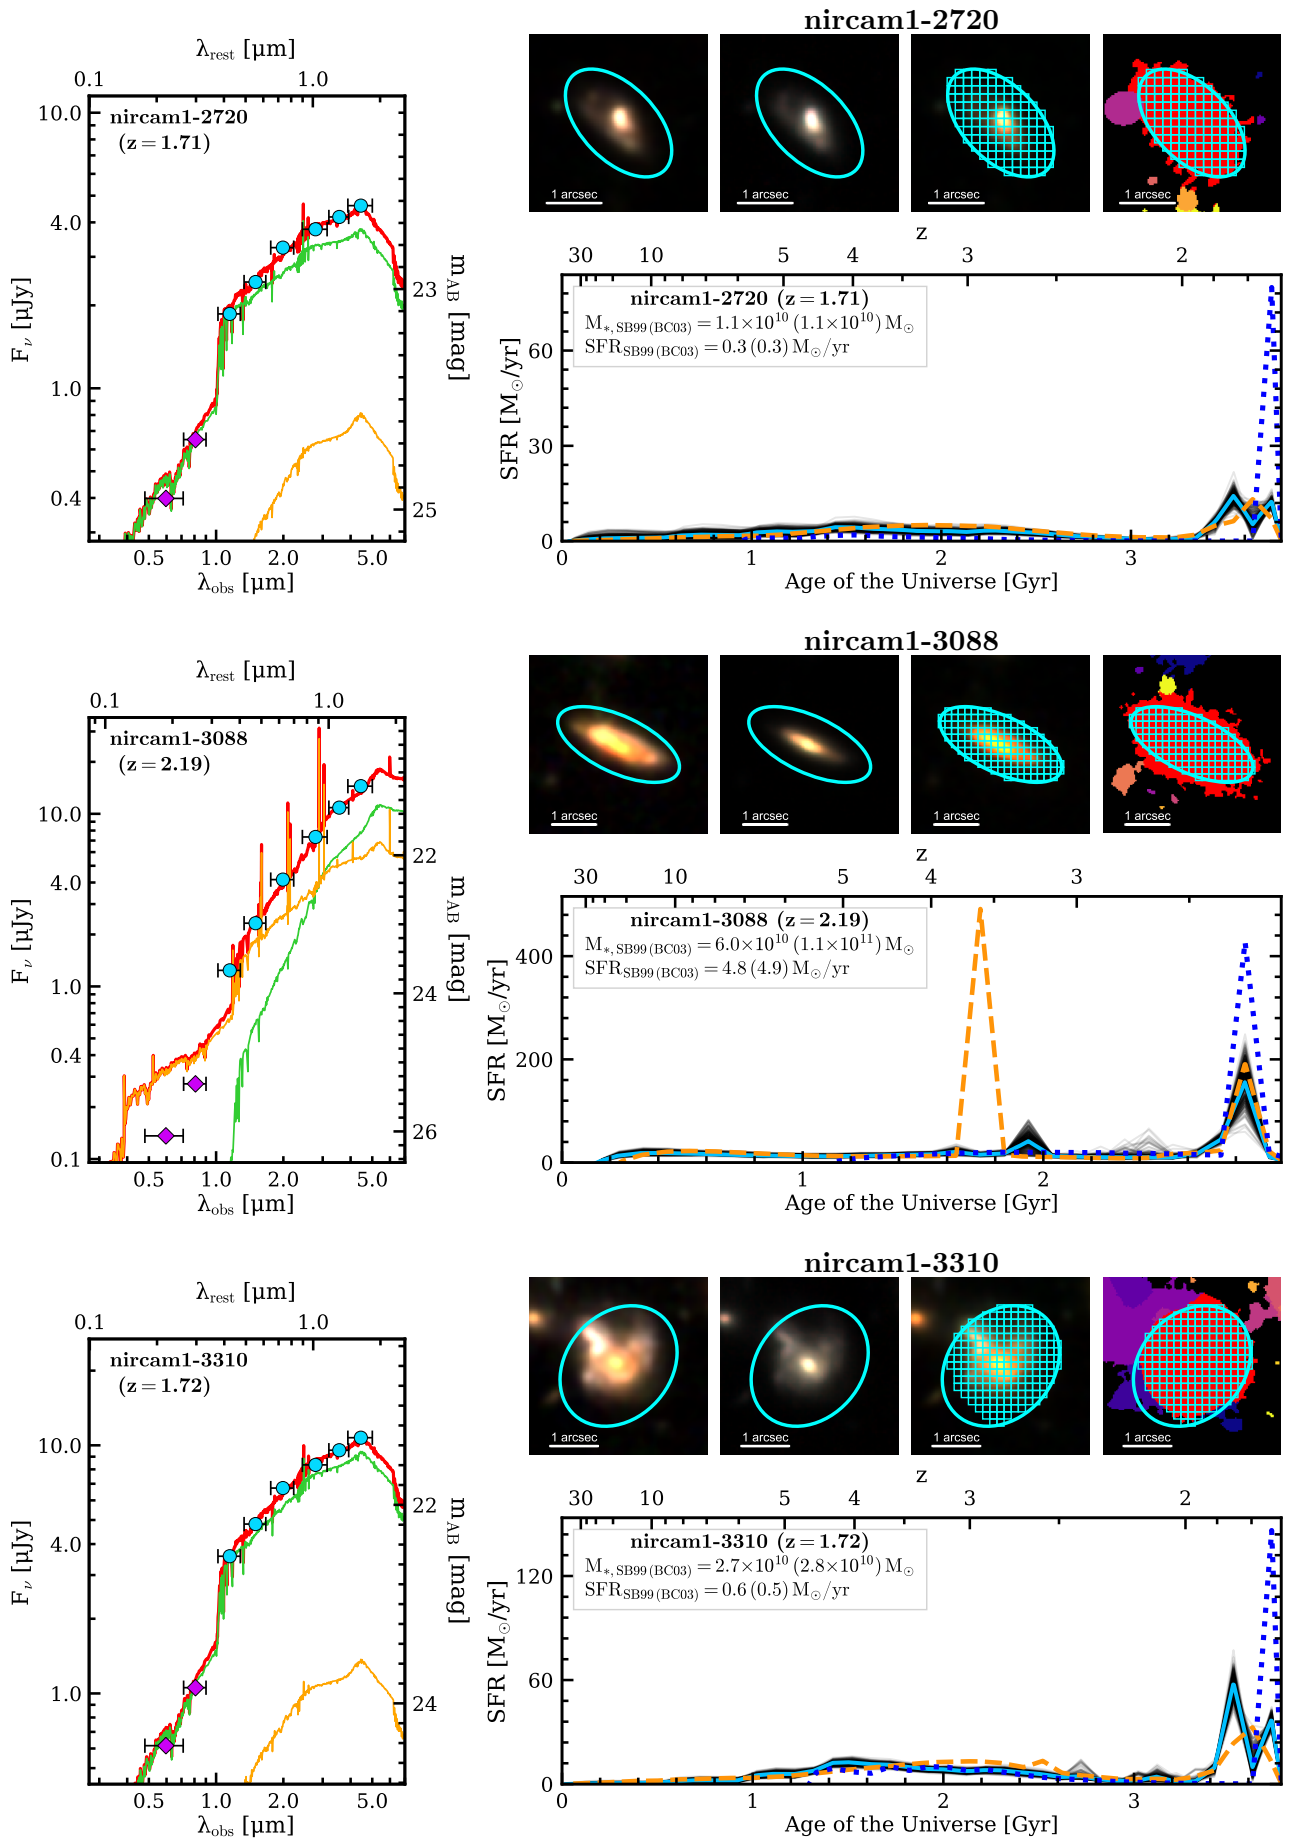 nircam1-2720
λrest [μm]
0.1 1.0
nircam1-2720
(z = 1.71)
10.0
4.0
1.0
0.4
Fν [μJy]
23
25
mAB [mag]
0.5 1.0 2.0 5.0
λobs [μm]
1 arcsec 1 arcsec 1 arcsec 1 arcsec
z
30 10 5 4 3 2
nircam1-2720 (z = 1.71)
M*,SB99(BC03) = 1.1×10^10 (1.1×10^10) M⊙
SFRSB99(BC03) = 0.3 (0.3) M⊙/yr
60
30
0
SFR [M⊙/yr]
0 1 2 3
Age of the Universe [Gyr]
nircam1-3088
λrest [μm]
0.1 1.0
nircam1-3088
(z = 2.19)
10.0
4.0
1.0
0.4
0.1
Fν [μJy]
22
24
26
mAB [mag]
0.5 1.0 2.0 5.0
λobs [μm]
1 arcsec 1 arcsec 1 arcsec 1 arcsec
z
30 10 5 4 3
nircam1-3088 (z = 2.19)
M*,SB99(BC03) = 6.0×10^10 (1.1×10^11) M⊙
SFRSB99(BC03) = 4.8 (4.9) M⊙/yr
400
200
0
SFR [M⊙/yr]
0 1 2
Age of the Universe [Gyr]
nircam1-3310
λrest [μm]
0.1 1.0
nircam1-3310
(z = 1.72)
10.0
4.0
1.0
Fν [μJy]
22
24
mAB [mag]
0.5 1.0 2.0 5.0
λobs [μm]
1 arcsec 1 arcsec 1 arcsec 1 arcsec
z
30 10 5 4 3 2
nircam1-3310 (z = 1.72)
M*,SB99(BC03) = 2.7×10^10 (2.8×10^10) M⊙
SFRSB99(BC03) = 0.6 (0.5) M⊙/yr
120
60
0
SFR [M⊙/yr]
0 1 2 3
Age of the Universe [Gyr]